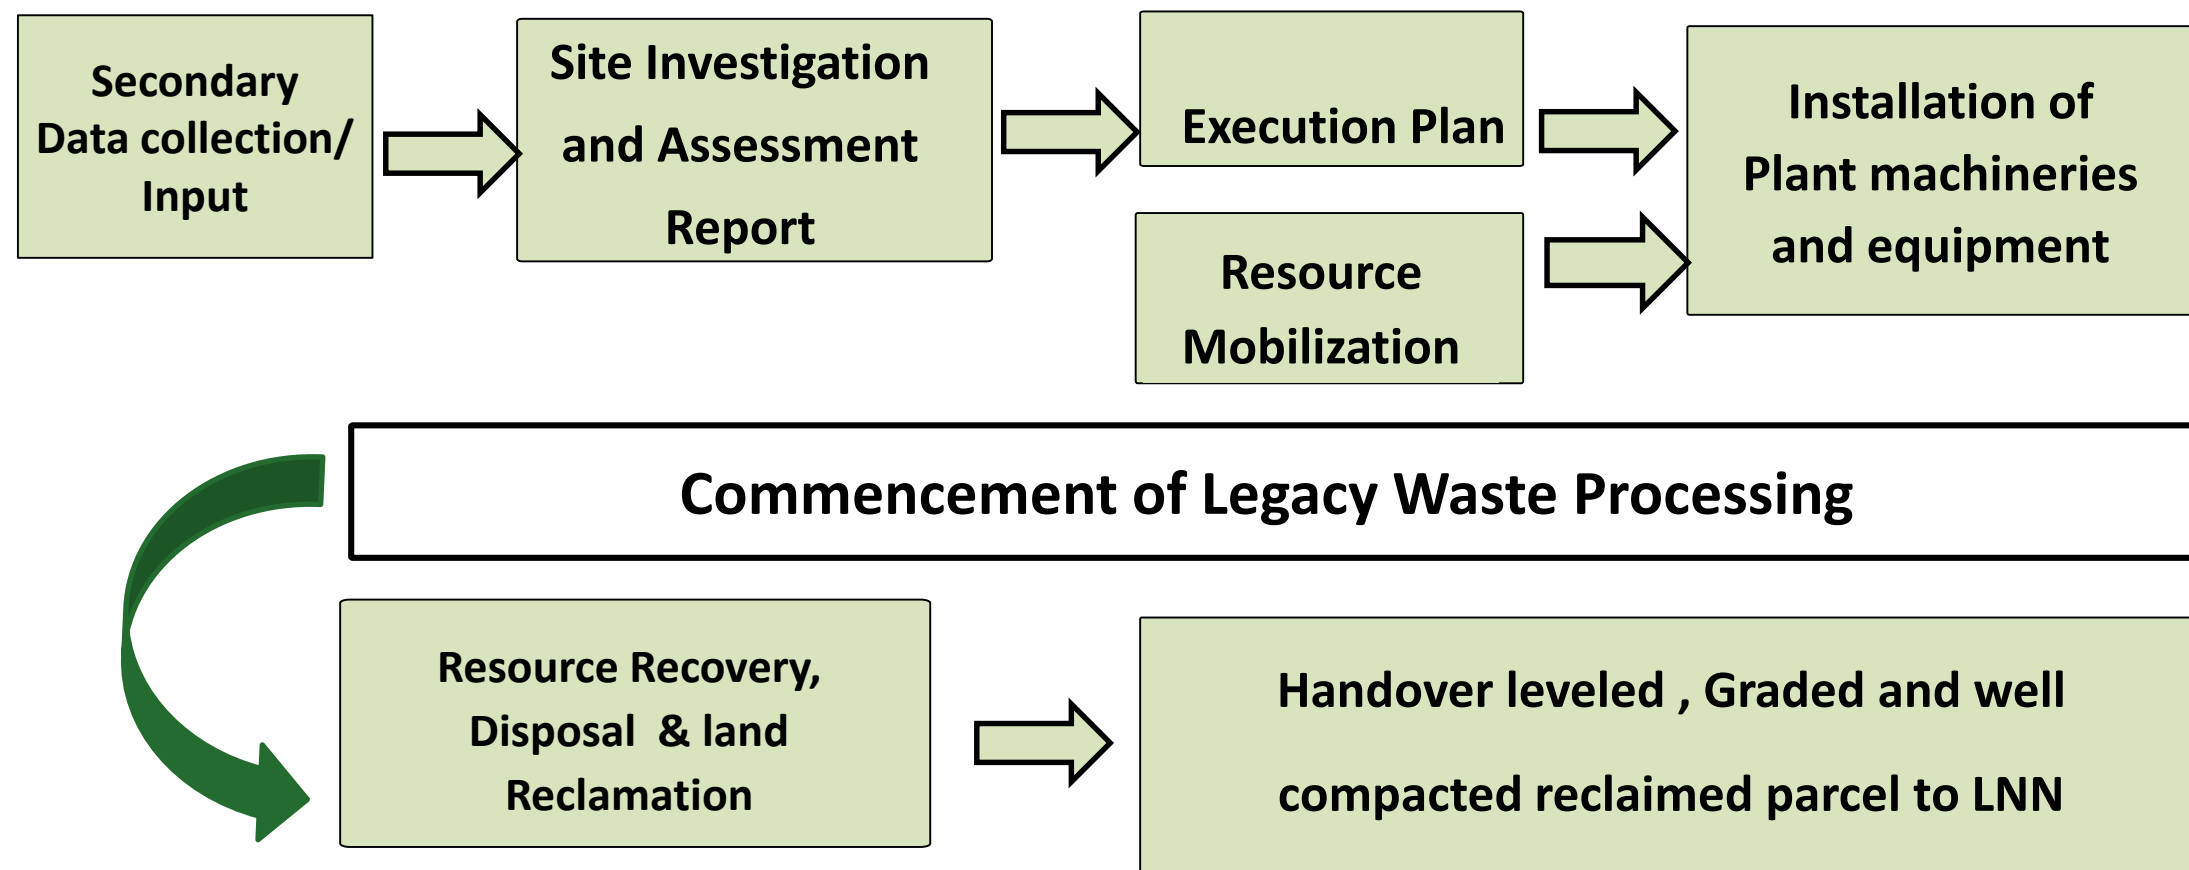 Secondary
Data collection/
Input
Site Investigation
and Assessment
Report
Execution Plan
Resource
Mobilization
Installation of
Plant machineries
and equipment
Commencement of Legacy Waste Processing
Resource Recovery,
Disposal & land
Reclamation
Handover leveled , Graded and well
compacted reclaimed parcel to LNN